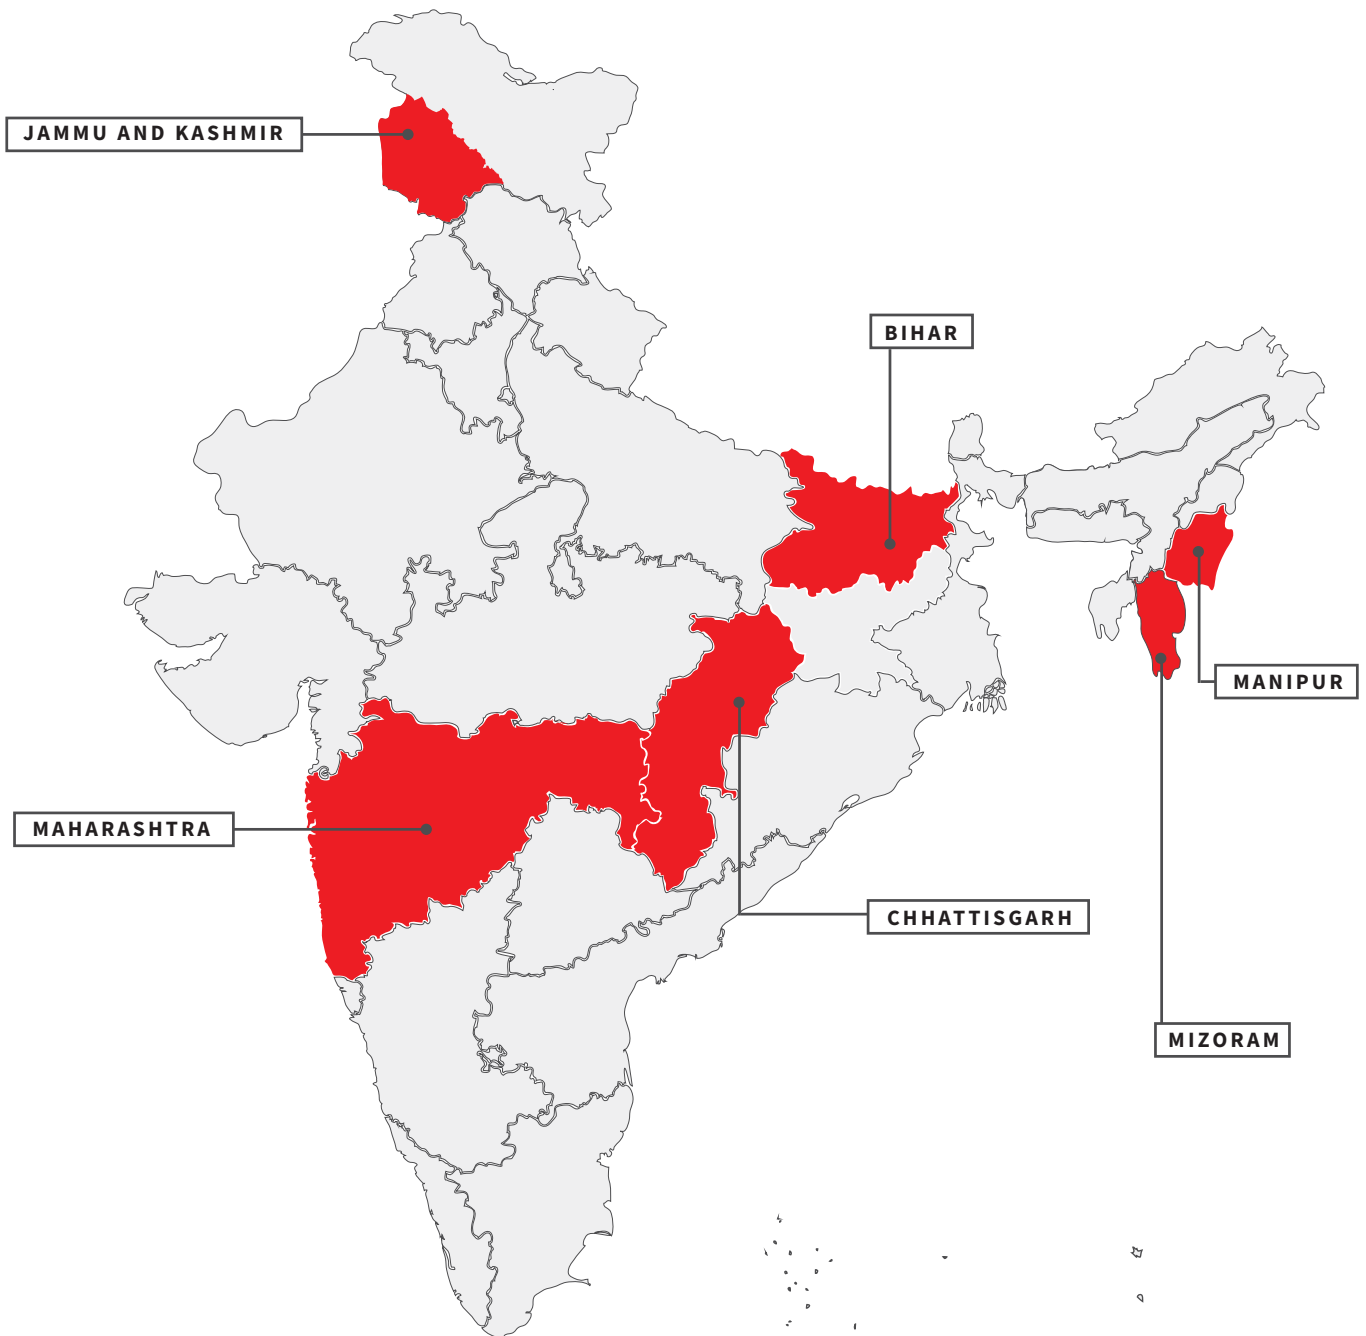 JAMMU AND KASHMIR
BIHAR
MANIPUR
MAHARASHTRA
CHHATTISGARH
MIZORAM